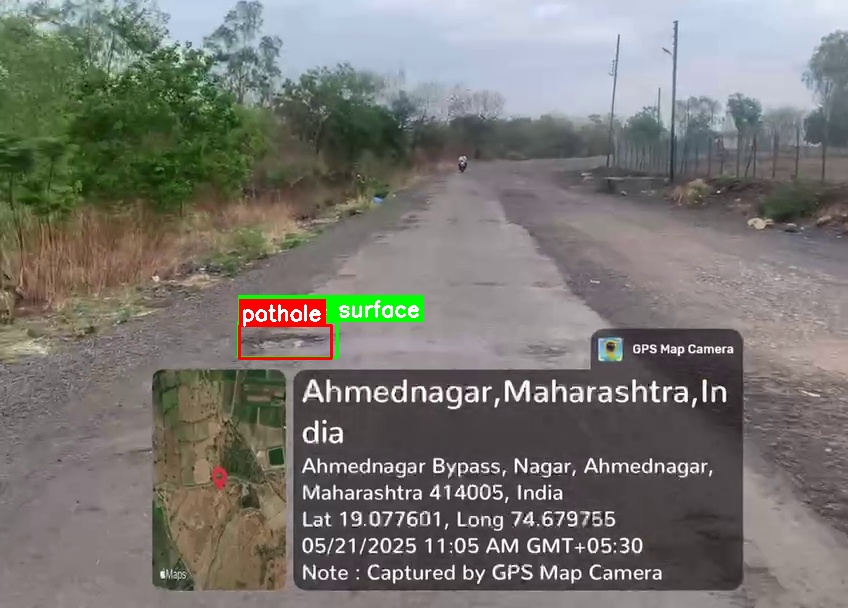 pothole surface
GPS Map Camera
Ahmednagar,Maharashtra,In
dia
Ahmednagar Bypass, Nagar, Ahmednagar,
Maharashtra 414005, India
Lat 19.077601, Long 74.679755
05/21/2025 11:05 AM GMT+05:30
Note : Captured by GPS Map Camera
Maps